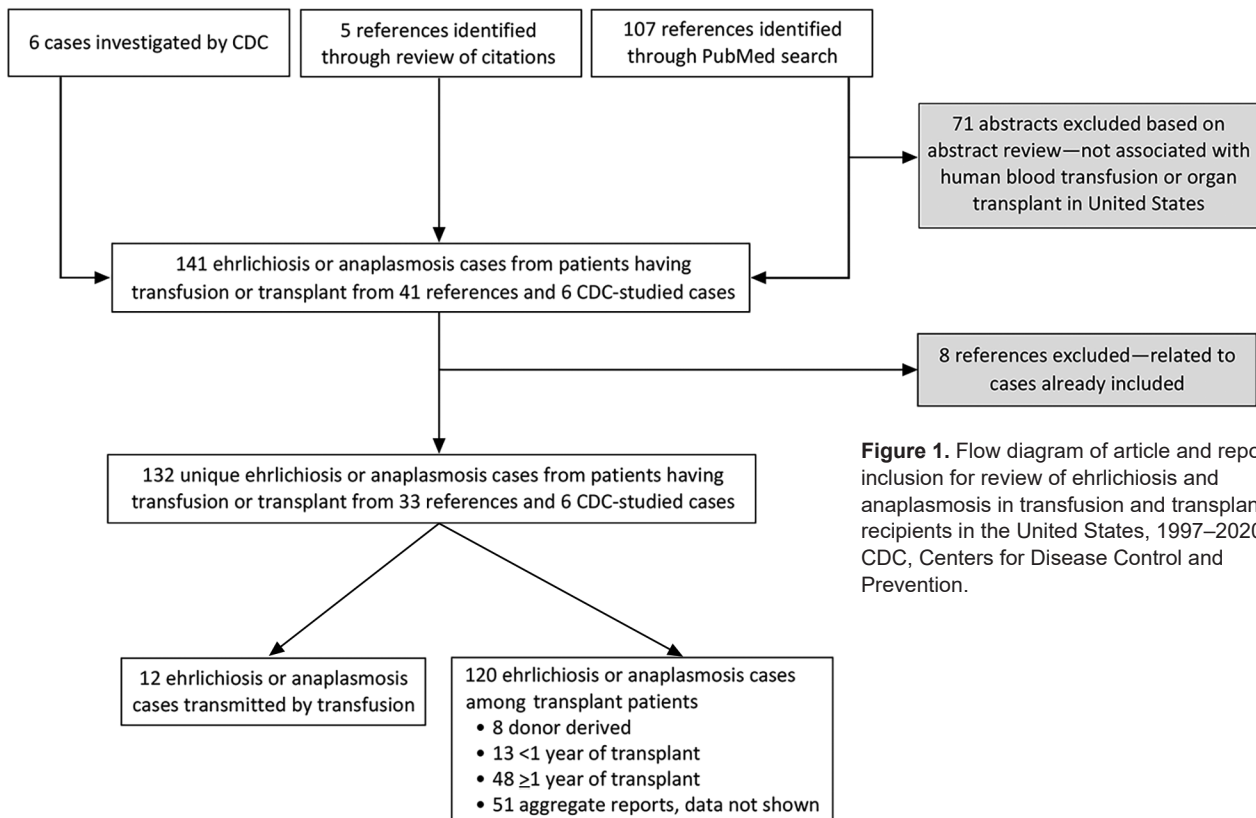 6 cases investigated by CDC
5 references identified
through review of citations
107 references identified
through PubMed search
71 abstracts excluded based on
abstract review—not associated with
human blood transfusion or organ
transplant in United States
141 ehrlichiosis or anaplasmosis cases from patients having
transfusion or transplant from 41 references and 6 CDC-studied cases
8 references excluded—related to
cases already included
132 unique ehrlichiosis or anaplasmosis cases from patients having
transfusion or transplant from 33 references and 6 CDC-studied cases
Figure 1. Flow diagram of article and repo
inclusion for review of ehrlichiosis and
anaplasmosis in transfusion and transplan
recipients in the United States, 1997–2020
CDC, Centers for Disease Control and
Prevention.
12 ehrlichiosis or anaplasmosis
cases transmitted by transfusion
120 ehrlichiosis or anaplasmosis cases
among transplant patients
• 8 donor derived
• 13 <1 year of transplant
• 48 ≥1 year of transplant
• 51 aggregate reports, data not shown